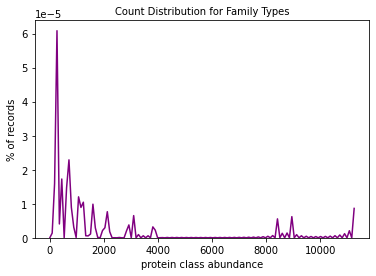 Count Distribution for Family Types
1e−5
6
5
4
3
2
1
0
% of records
0 2000 4000 6000 8000 10000
protein class abundance